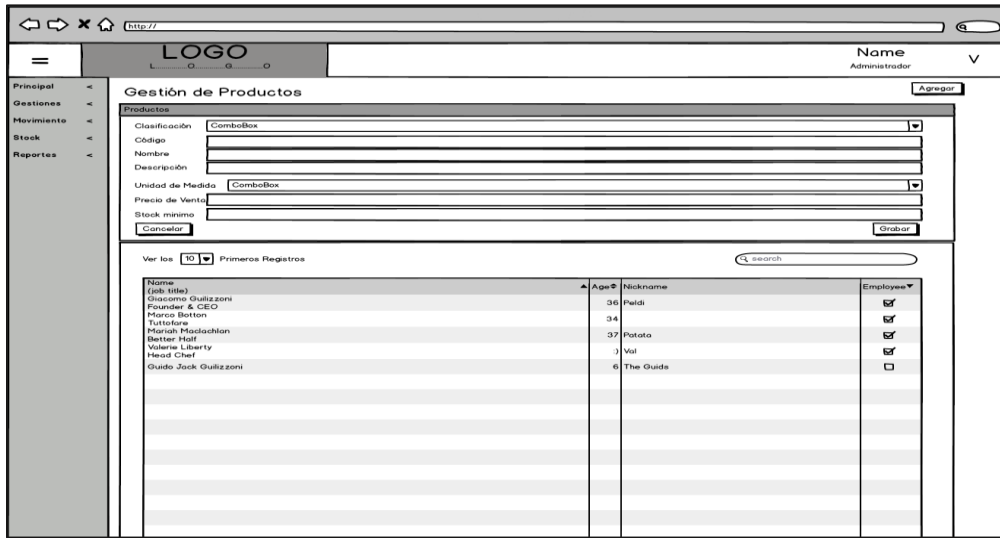 http://
LOGO
L..............O..............G..............O
Name
Administrador
V
Principal <
Gestiones <
Movimiento <
Stock <
Reportes <
Gestión de Productos
Agregar
Productos
Clasificación ComboBox
Código
Nombre
Descripción
Unidad de Medida ComboBox
Precio de Venta
Stock minimo
Cancelar Grabar
Ver los 10 Primeros Registros search
Name
(job title) Age Nickname Employee
Giacomo Guilizzoni
Founder & CEO 36 Peldi
Marco Botton
Tuttofare 34
Mariah Maclachlan
Better Half 37 Patata
Valerie Liberty
Head Chef :) Val
Guido Jack Guilizzoni 6 The Guids